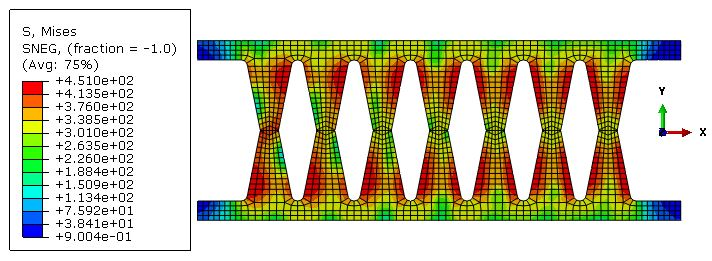 S, Mises
SNEG, (fraction = -1.0)
(Avg: 75%)
+4.510e+02
+4.135e+02
+3.760e+02
+3.385e+02
+3.010e+02
+2.635e+02
+2.260e+02
+1.884e+02
+1.509e+02
+1.134e+02
+7.592e+01
+3.841e+01
+9.004e-01
Y
X